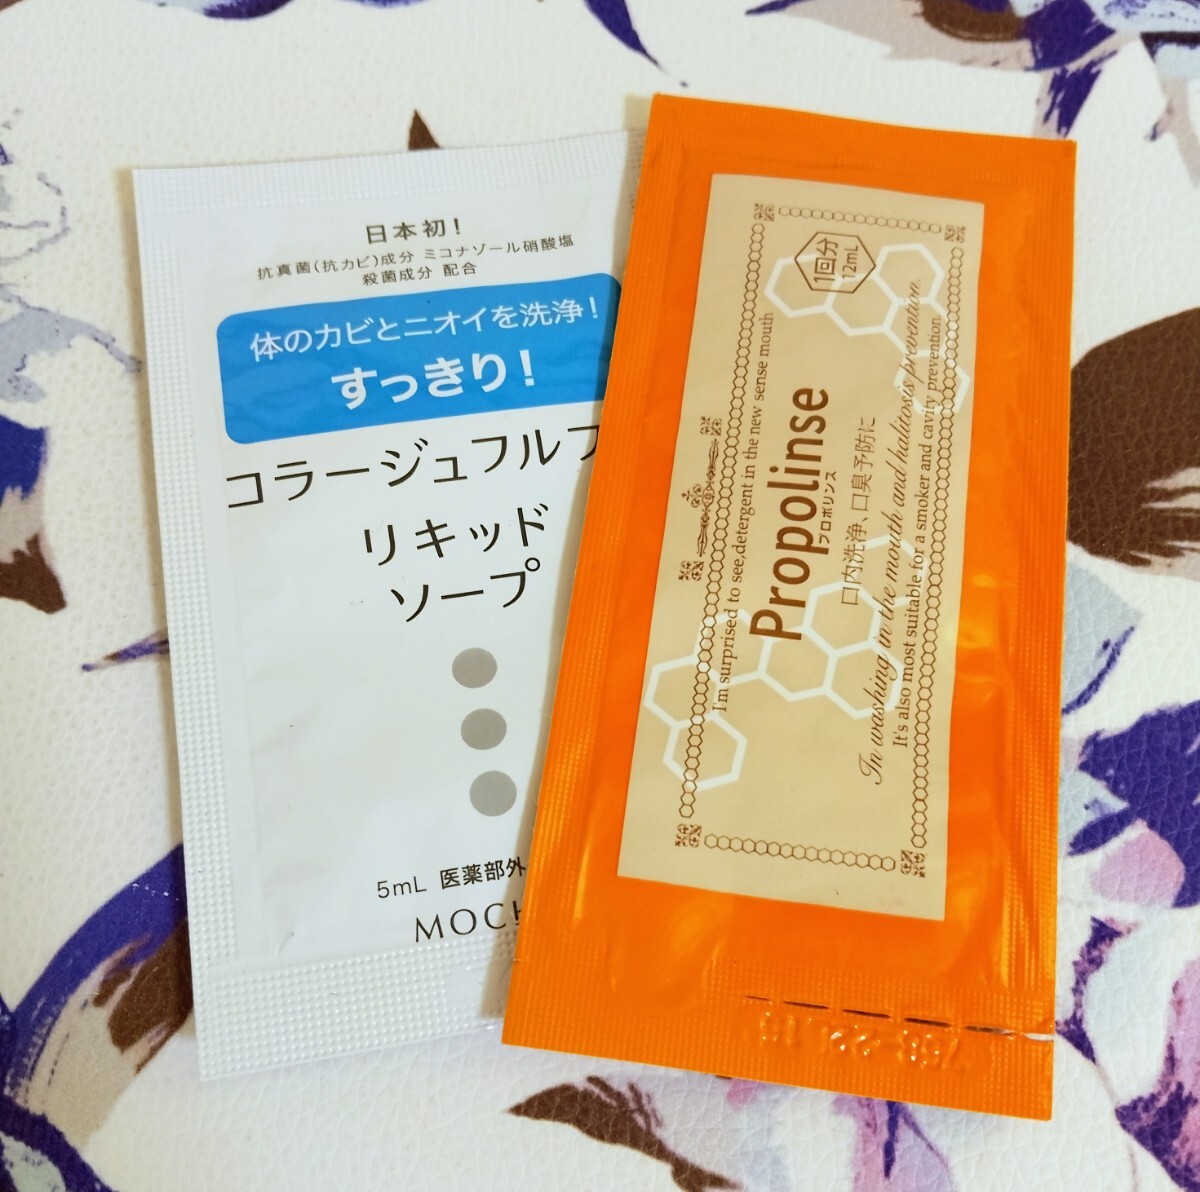 日本初！
抗真菌(抗カビ)成分 ミコナゾール硝酸塩
殺菌成分 配合
体のカビとニオイを洗浄！
すっきり！
コラージュフルフ
リキッド
ソープ
5mL 医薬部外
MOCH
1回分
12mL
I'm surprised to see,detergent in the new sense mouth
Propolinse
プロポリンス
口内洗浄、口臭予防に
In washing in the mouth and halitosis prevention.
It's also most suitable for a smoker and cavity prevention.